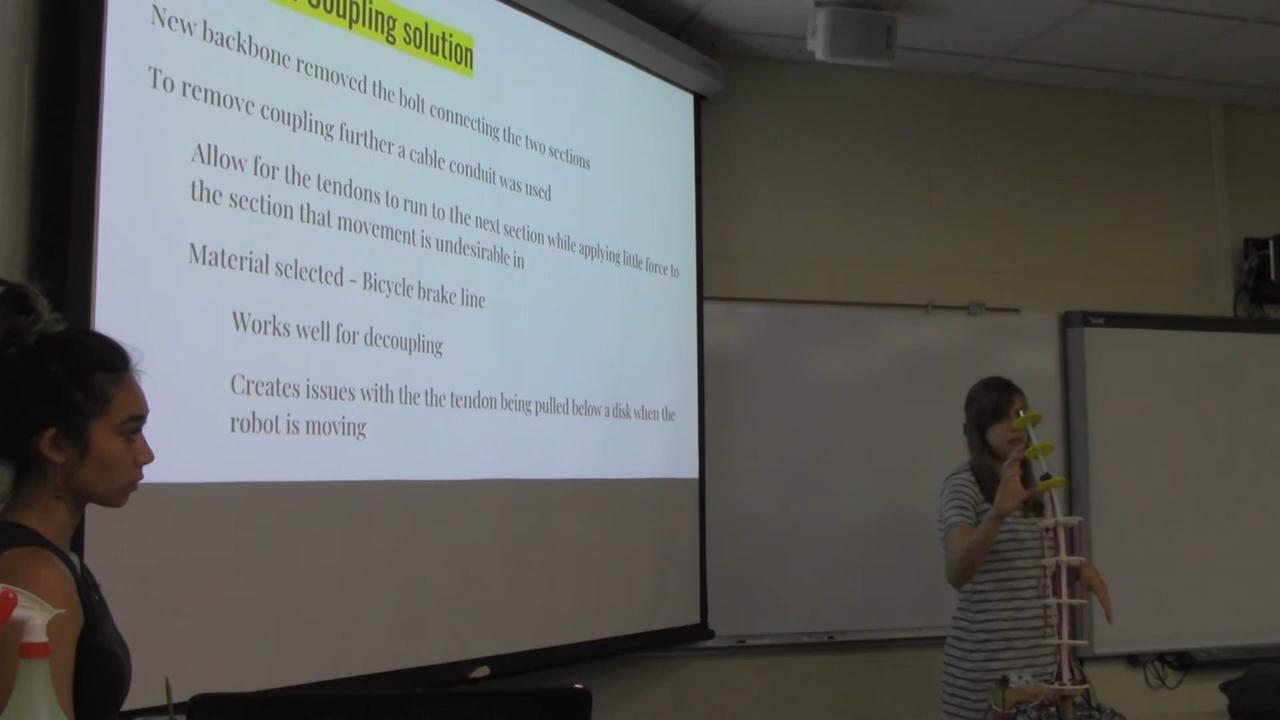 Coupling solution
New backbone removed the bolt connecting the two sections
To remove coupling further a cable conduit was used
Allow for the tendons to run to the next section while applying little force to
the section that movement is undesirable in
Material selected - Bicycle brake line
Works well for decoupling
Creates issues with the the tendon being pulled below a disk when the
robot is moving